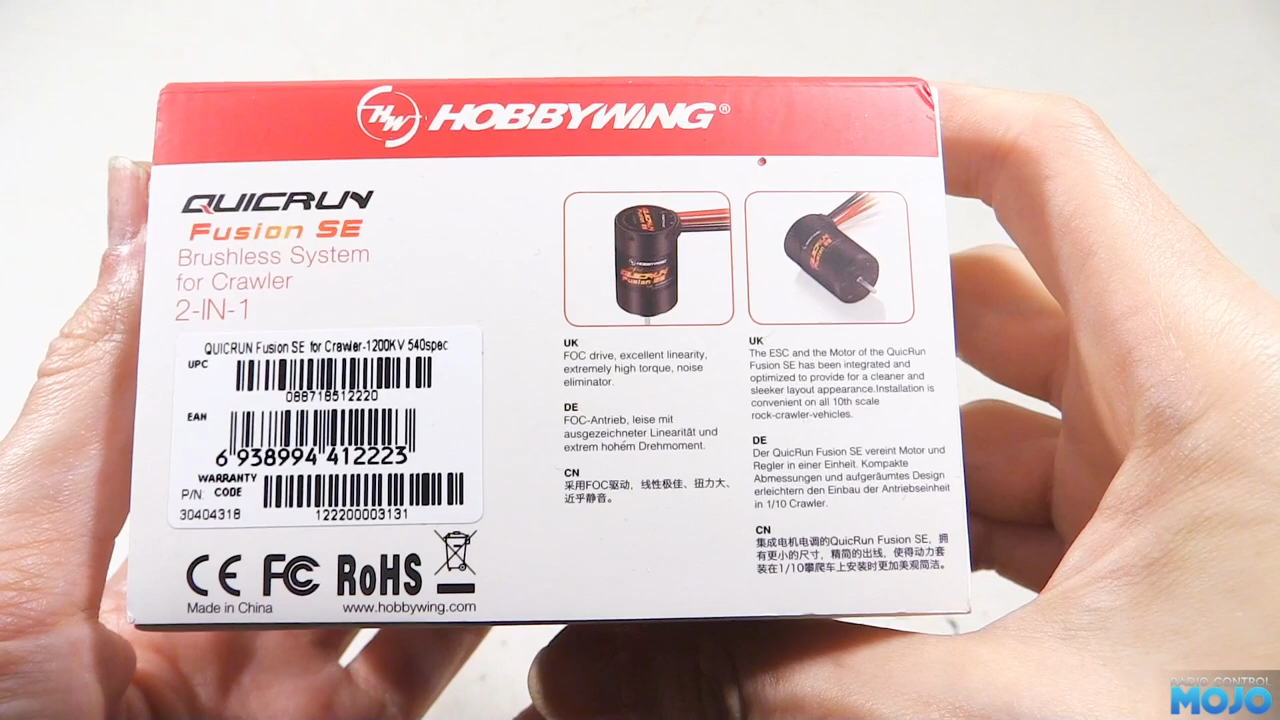 HW HOBBYWING®
QUICRUN
Fusion SE
Brushless System
for Crawler
2-IN-1
QUICRUN Fusion SE for Crawler-1200KV 540spec
UPC
088718512220
EAN
6 938994 412223
WARRANTY
P/N: CODE
30404318
122200003131
CE FC RoHS
Made in China
www.hobbywing.com
HOBBYWING
QUICRUN
Fusion SE
UK
FOC drive, excellent linearity,
extremely high torque, noise
eliminator.
DE
FOC-Antrieb, leise mit
ausgezeichneter Linearität und
extrem hohem Drehmoment.
CN
采用FOC驱动，线性极佳、扭力大、
近乎静音。
QUICRUN
Fusion SE
UK
The ESC and the Motor of the QuicRun
Fusion SE has been integrated and
optimized to provide for a cleaner and
sleeker layout appearance.Installation is
convenient on all 10th scale
rock-crawler-vehicles.
DE
Der QuicRun Fusion SE vereint Motor und
Regler in einer Einheit. Kompakte
Abmessungen und aufgeräumtes Design
erleichtern den Einbau der Antriebseinheit
in 1/10 Crawler.
CN
集成电机电调的QuicRun Fusion SE，拥
有更小的尺寸，精简的出线，使得动力套
装在1/10攀爬车上安装时更加美观简洁。
RADIO CONTROL
MOJO